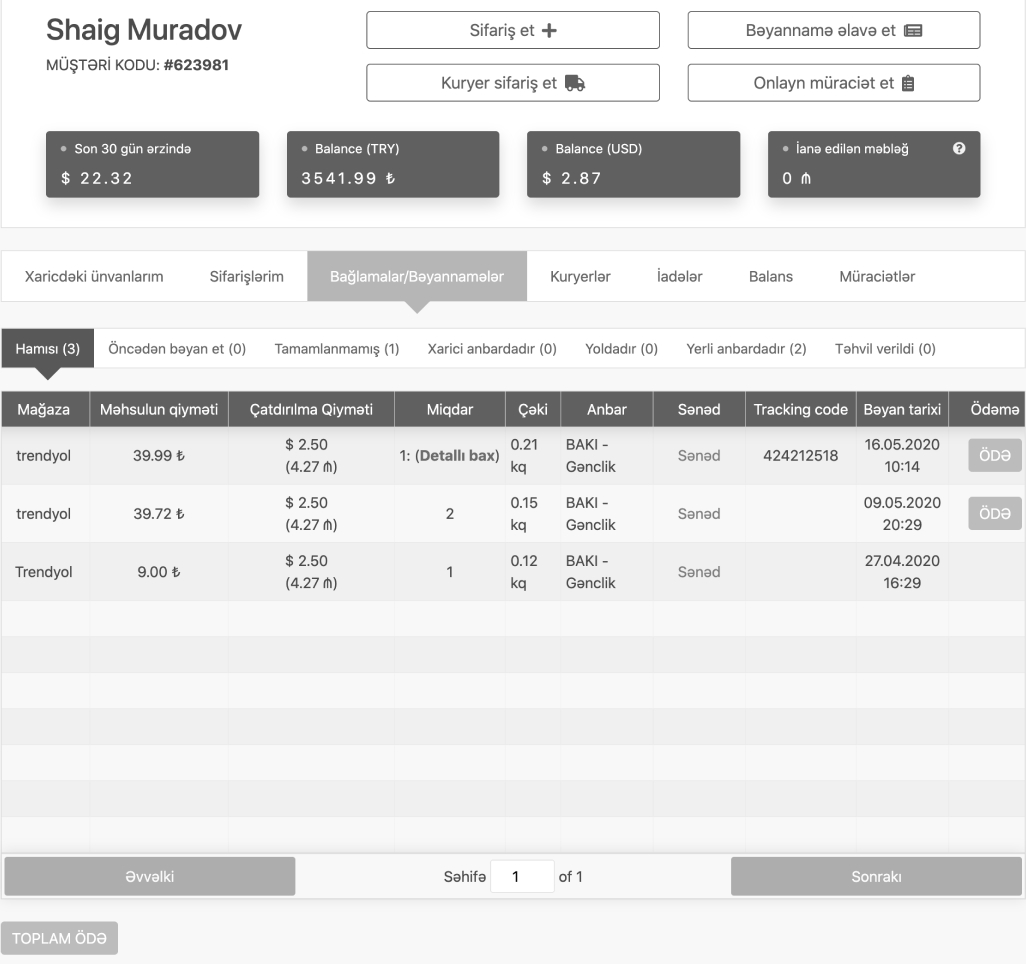 Shaig Muradov
MÜŞTƏRİ KODU: #623981
Sifariş et
Bəyannamə əlavə et
Kuryer sifariş et
Onlayn müraciət et
Son 30 gün ərzində
$ 22.32
Balance (TRY)
3541.99 ₺
Balance (USD)
$ 2.87
İanə edilən məbləğ
0 ₼
Xaricdəki ünvanlarım Sifarişlərim Bağlamalar/Bəyannamələr Kuryerlər İadələr Balans Müraciətlər
Hamısı (3) Öncədən bəyan et (0) Tamamlanmamış (1) Xarici anbardadır (0) Yoldadır (0) Yerli anbardadır (2) Təhvil verildi (0)
Mağaza Məhsulun qiyməti Çatdırılma Qiyməti Miqdar Çəki Anbar Sənəd Tracking code Bəyan tarixi Ödəmə
trendyol 39.99 ₺ $ 2.50 (4.27 ₼) 1: (Detallı bax) 0.21 kq BAKI - Gənclik Sənəd 424212518 16.05.2020 10:14 ÖDƏ
trendyol 39.72 ₺ $ 2.50 (4.27 ₼) 2 0.15 kq BAKI - Gənclik Sənəd 09.05.2020 20:29 ÖDƏ
Trendyol 9.00 ₺ $ 2.50 (4.27 ₼) 1 0.12 kq BAKI - Gənclik Sənəd 27.04.2020 16:29
Əvvəlki Səhifə 1 of 1 Sonrakı
TOPLAM ÖDƏ